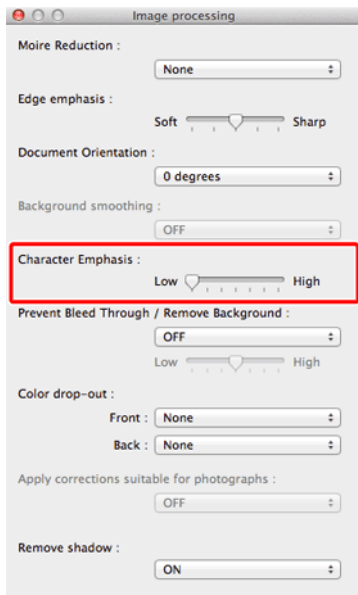 Image processing
Moire Reduction :
None
Edge emphasis :
Soft Sharp
Document Orientation :
0 degrees
Background smoothing :
OFF
Character Emphasis :
Low High
Prevent Bleed Through / Remove Background :
OFF
Low High
Color drop-out :
Front : None
Back : None
Apply corrections suitable for photographs :
OFF
Remove shadow :
ON